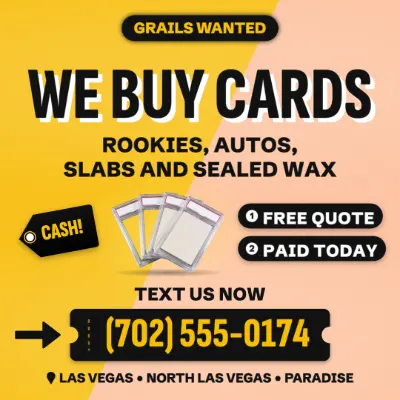 GRAILS WANTED
WE BUY CARDS
ROOKIES, AUTOS,
SLABS AND SEALED WAX
CASH!
1 FREE QUOTE
2 PAID TODAY
TEXT US NOW
(702) 555-0174
LAS VEGAS • NORTH LAS VEGAS • PARADISE